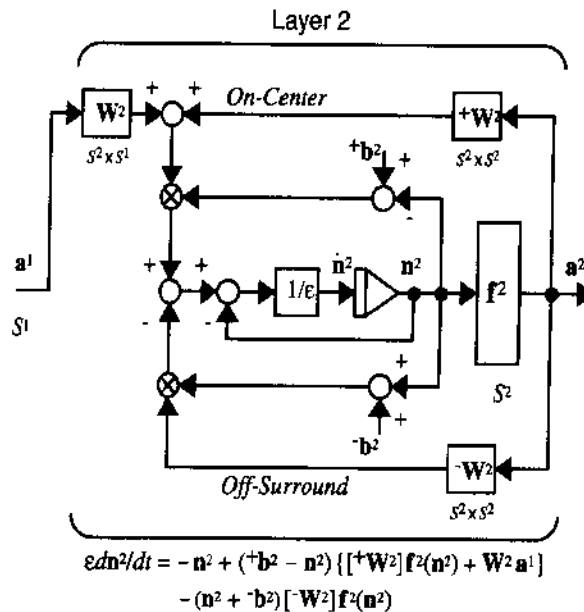 Layer 2
+ + On-Center
W² +W²
S² x S¹ S² x S²
+b² +
-
a¹ + + 1/ε ṅ² n² f² a²
S¹ - - S²
+
-b² +
Off-Surround -W²
S² x S²
εdn²/dt = − n² + (⁺b² − n²) {[⁺W²] f²(n²) + W² a¹}
− (n² + ⁻b²) [⁻W²] f²(n²)